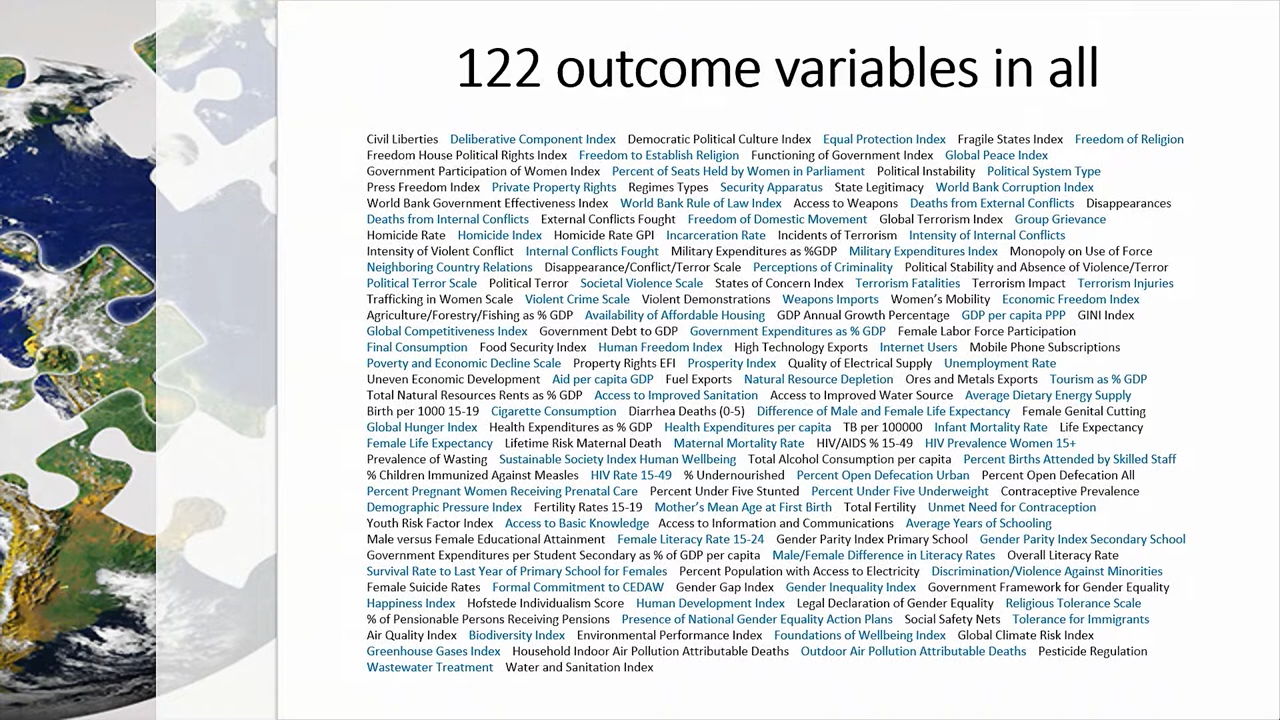 122 outcome variables in all
Civil Liberties Deliberative Component Index Democratic Political Culture Index Equal Protection Index Fragile States Index Freedom of Religion
Freedom House Political Rights Index Freedom to Establish Religion Functioning of Government Index Global Peace Index
Government Participation of Women Index Percent of Seats Held by Women in Parliament Political Instability Political System Type
Press Freedom Index Private Property Rights Regimes Types Security Apparatus State Legitimacy World Bank Corruption Index
World Bank Government Effectiveness Index World Bank Rule of Law Index Access to Weapons Deaths from External Conflicts Disappearances
Deaths from Internal Conflicts External Conflicts Fought Freedom of Domestic Movement Global Terrorism Index Group Grievance
Homicide Rate Homicide Index Homicide Rate GPI Incarceration Rate Incidents of Terrorism Intensity of Internal Conflicts
Intensity of Violent Conflict Internal Conflicts Fought Military Expenditures as %GDP Military Expenditures Index Monopoly on Use of Force
Neighboring Country Relations Disappearance/Conflict/Terror Scale Perceptions of Criminality Political Stability and Absence of Violence/Terror
Political Terror Scale Political Terror Societal Violence Scale States of Concern Index Terrorism Fatalities Terrorism Impact Terrorism Injuries
Trafficking in Women Scale Violent Crime Scale Violent Demonstrations Weapons Imports Women's Mobility Economic Freedom Index
Agriculture/Forestry/Fishing as % GDP Availability of Affordable Housing GDP Annual Growth Percentage GDP per capita PPP GINI Index
Global Competitiveness Index Government Debt to GDP Government Expenditures as % GDP Female Labor Force Participation
Final Consumption Food Security Index Human Freedom Index High Technology Exports Internet Users Mobile Phone Subscriptions
Poverty and Economic Decline Scale Property Rights EFI Prosperity Index Quality of Electrical Supply Unemployment Rate
Uneven Economic Development Aid per capita GDP Fuel Exports Natural Resource Depletion Ores and Metals Exports Tourism as % GDP
Total Natural Resources Rents as % GDP Access to Improved Sanitation Access to Improved Water Source Average Dietary Energy Supply
Birth per 1000 15-19 Cigarette Consumption Diarrhea Deaths (0-5) Difference of Male and Female Life Expectancy Female Genital Cutting
Global Hunger Index Health Expenditures as % GDP Health Expenditures per capita TB per 100000 Infant Mortality Rate Life Expectancy
Female Life Expectancy Lifetime Risk Maternal Death Maternal Mortality Rate HIV/AIDS % 15-49 HIV Prevalence Women 15+
Prevalence of Wasting Sustainable Society Index Human Wellbeing Total Alcohol Consumption per capita Percent Births Attended by Skilled Staff
% Children Immunized Against Measles HIV Rate 15-49 % Undernourished Percent Open Defecation Urban Percent Open Defecation All
Percent Pregnant Women Receiving Prenatal Care Percent Under Five Stunted Percent Under Five Underweight Contraceptive Prevalence
Demographic Pressure Index Fertility Rates 15-19 Mother's Mean Age at First Birth Total Fertility Unmet Need for Contraception
Youth Risk Factor Index Access to Basic Knowledge Access to Information and Communications Average Years of Schooling
Male versus Female Educational Attainment Female Literacy Rate 15-24 Gender Parity Index Primary School Gender Parity Index Secondary School
Government Expenditures per Student Secondary as % of GDP per capita Male/Female Difference in Literacy Rates Overall Literacy Rate
Survival Rate to Last Year of Primary School for Females Percent Population with Access to Electricity Discrimination/Violence Against Minorities
Female Suicide Rates Formal Commitment to CEDAW Gender Gap Index Gender Inequality Index Government Framework for Gender Equality
Happiness Index Hofstede Individualism Score Human Development Index Legal Declaration of Gender Equality Religious Tolerance Scale
% of Pensionable Persons Receiving Pensions Presence of National Gender Equality Action Plans Social Safety Nets Tolerance for Immigrants
Air Quality Index Biodiversity Index Environmental Performance Index Foundations of Wellbeing Index Global Climate Risk Index
Greenhouse Gases Index Household Indoor Air Pollution Attributable Deaths Outdoor Air Pollution Attributable Deaths Pesticide Regulation
Wastewater Treatment Water and Sanitation Index